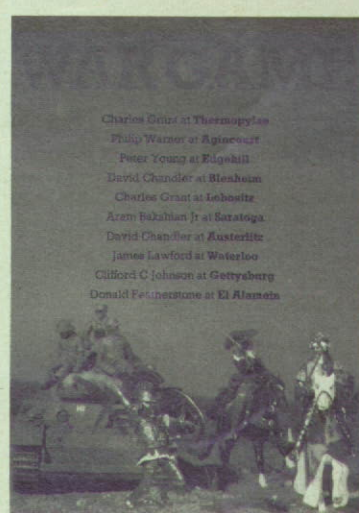 WAR GAME
Charles Grant at Thermopylae
Philip Warner at Agincourt
Peter Young at Edgehill
David Chandler at Blenheim
Charles Grant at Lobositz
Aram Bakshian Jr at Saratoga
David Chandler at Austerlitz
James Lawford at Waterloo
Clifford C Johnson at Gettysburg
Donald Featherstone at El Alamein